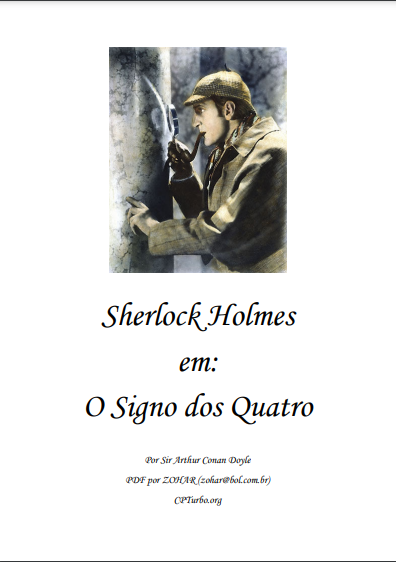 Sherlock Holmes
em:
O Signo dos Quatro
Por Sir Arthur Conan Doyle
PDF por ZOHAR (zohar@bol.com.br)
CPTurbo.org